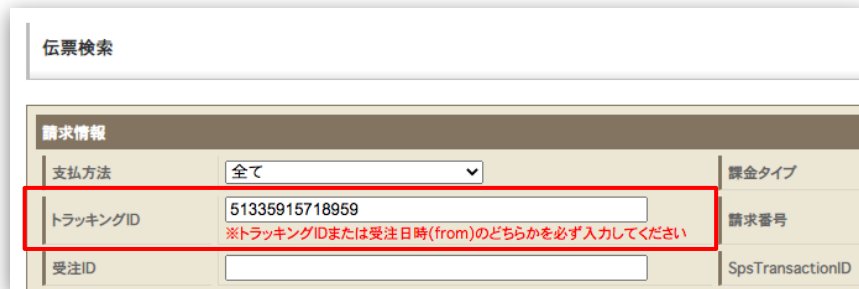 伝票検索
請求情報
支払方法 全て 課金タイプ
トラッキングID 51335915718959 請求番号
※トラッキングIDまたは受注日時(from)のどちらかを必ず入力してください
受注ID SpsTransactionID